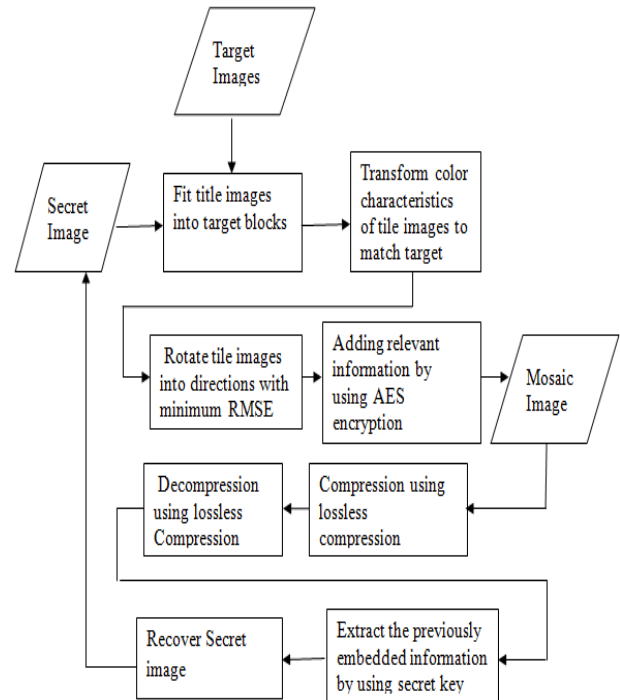 Target
Images
Secret
Image
Fit title images
into target blocks
Transform color
characteristics
of tile images to
match target
Rotate tile images
into directions with
minimum RMSE
Adding relevant
information by
using AES
encryption
Mosaic
Image
Decompression
using lossless
Compression
Compression using
lossless
compression
Recover Secret
image
Extract the previously
embedded information
by using secret key